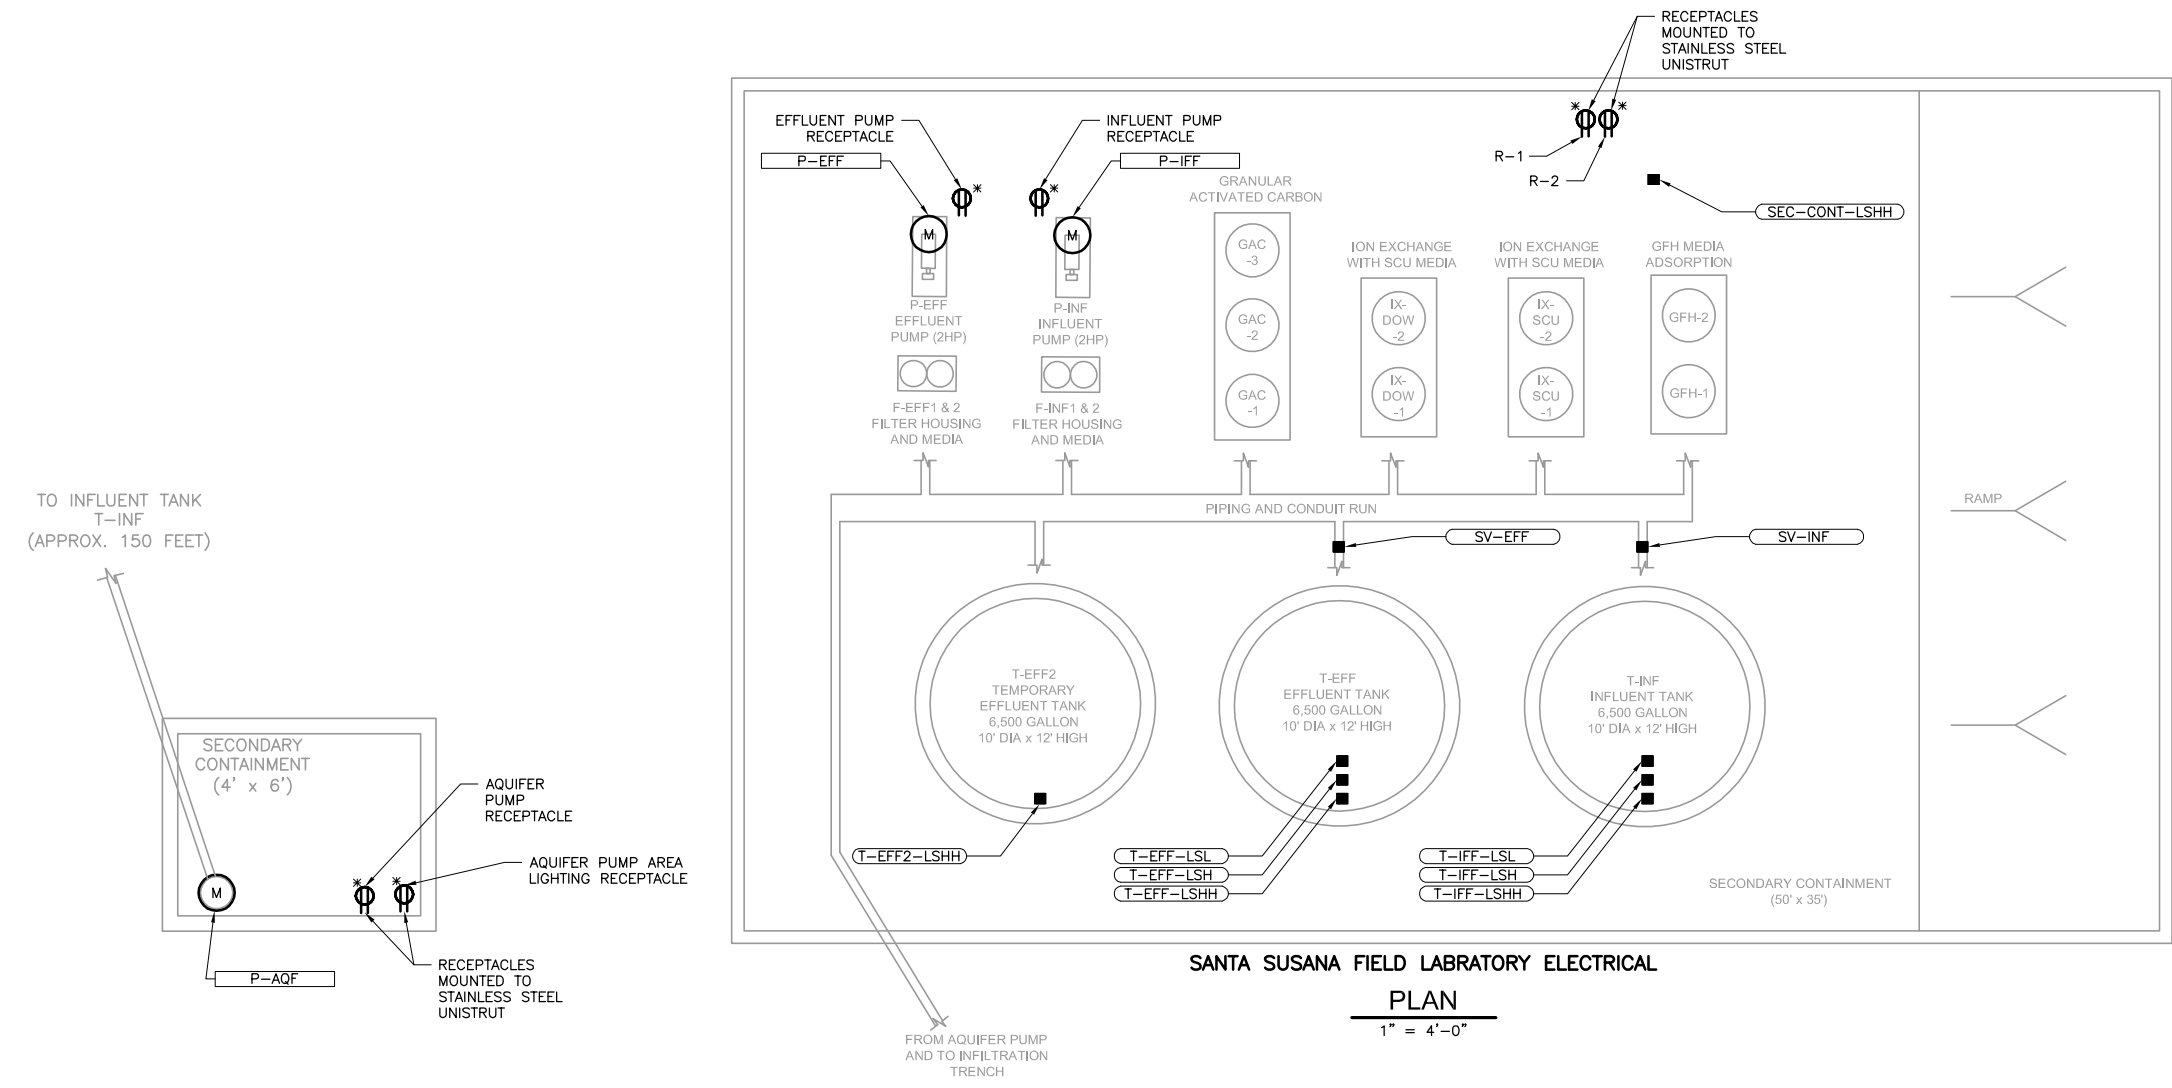 RECEPTACLES
MOUNTED TO
STAINLESS STEEL
UNISTRUT
EFFLUENT PUMP
RECEPTACLE
P-EFF
INFLUENT PUMP
RECEPTACLE
P-IFF
*
*
*
*
R-1
R-2
SEC-CONT-LSHH
M
M
GRANULAR
ACTIVATED CARBON
GAC
-3
GAC
-2
GAC
-1
ION EXCHANGE
WITH SCU MEDIA
IX-
DOW
-2
IX-
DOW
-1
ION EXCHANGE
WITH SCU MEDIA
IX-
SCU
-2
IX-
SCU
-1
GFH MEDIA
ADSORPTION
GFH-2
GFH-1
P-EFF
EFFLUENT
PUMP (2HP)
P-INF
INFLUENT
PUMP (2HP)
F-EFF1 & 2
FILTER HOUSING
AND MEDIA
F-INF1 & 2
FILTER HOUSING
AND MEDIA
PIPING AND CONDUIT RUN
SV-EFF
SV-INF
RAMP
T-EFF2
TEMPORARY
EFFLUENT TANK
6,500 GALLON
10' DIA x 12' HIGH
T-EFF
EFFLUENT TANK
6,500 GALLON
10' DIA x 12' HIGH
T-INF
INFLUENT TANK
6,500 GALLON
10' DIA x 12' HIGH
T-EFF2-LSHH
T-EFF-LSL
T-EFF-LSH
T-EFF-LSHH
T-IFF-LSL
T-IFF-LSH
T-IFF-LSHH
SECONDARY CONTAINMENT
(50' x 35')
TO INFLUENT TANK
T-INF
(APPROX. 150 FEET)
SECONDARY
CONTAINMENT
(4' x 6')
AQUIFER
PUMP
RECEPTACLE
AQUIFER PUMP AREA
LIGHTING RECEPTACLE
*
*
M
P-AQF
RECEPTACLES
MOUNTED TO
STAINLESS STEEL
UNISTRUT
FROM AQUIFER PUMP
AND TO INFILTRATION
TRENCH
SANTA SUSANA FIELD LABRATORY ELECTRICAL
PLAN
1" = 4'-0"